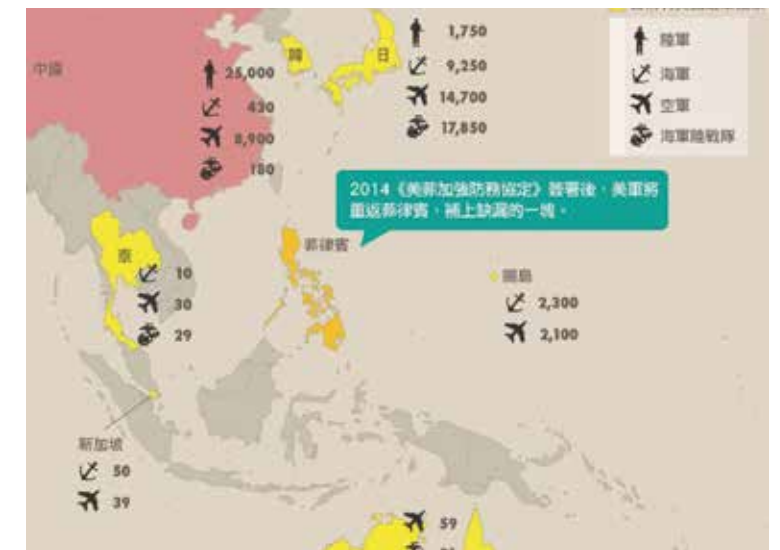 中國
韓
日
25,000
430
8,900
180
1,750
9,250
14,700
17,850
陸軍
海軍
空軍
海軍陸戰隊
2014《美菲加強防務協定》簽署後，美軍將
重返菲律賓，補上缺漏的一塊。
菲律賓
泰
10
30
29
關島
2,300
2,100
新加坡
50
39
59